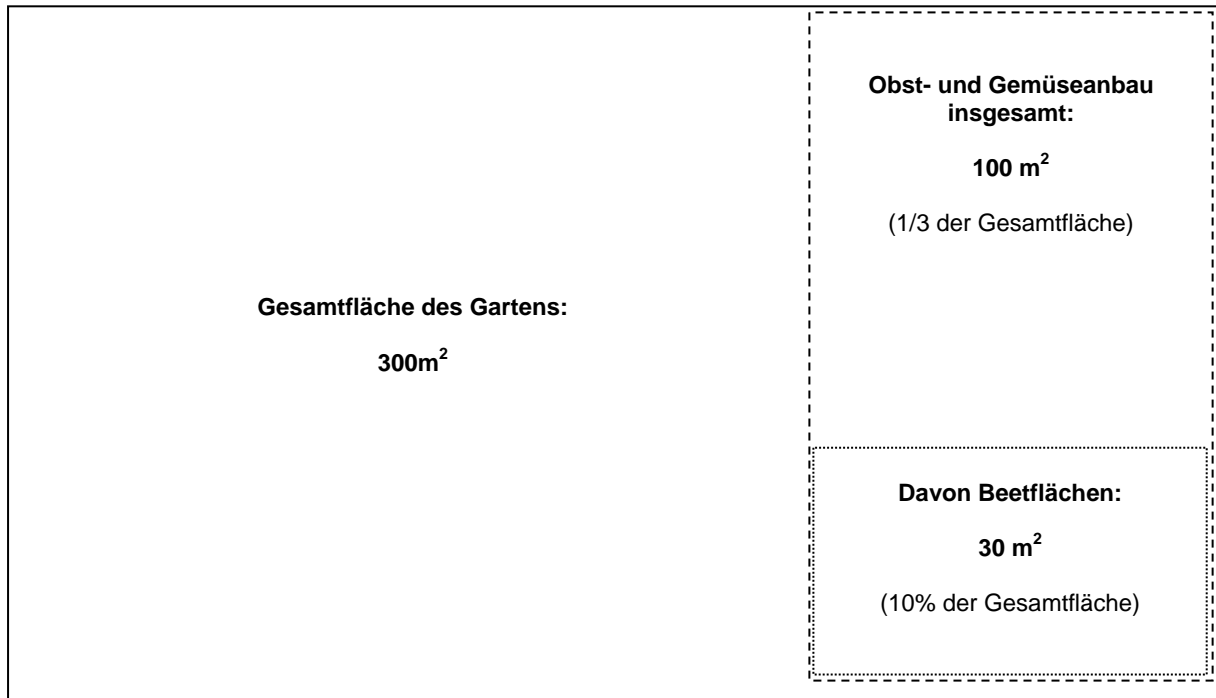 Obst- und Gemüseanbau
insgesamt:
100 m²
(1/3 der Gesamtfläche)
Gesamtfläche des Gartens:
300m²
Davon Beetflächen:
30 m²
(10% der Gesamtfläche)